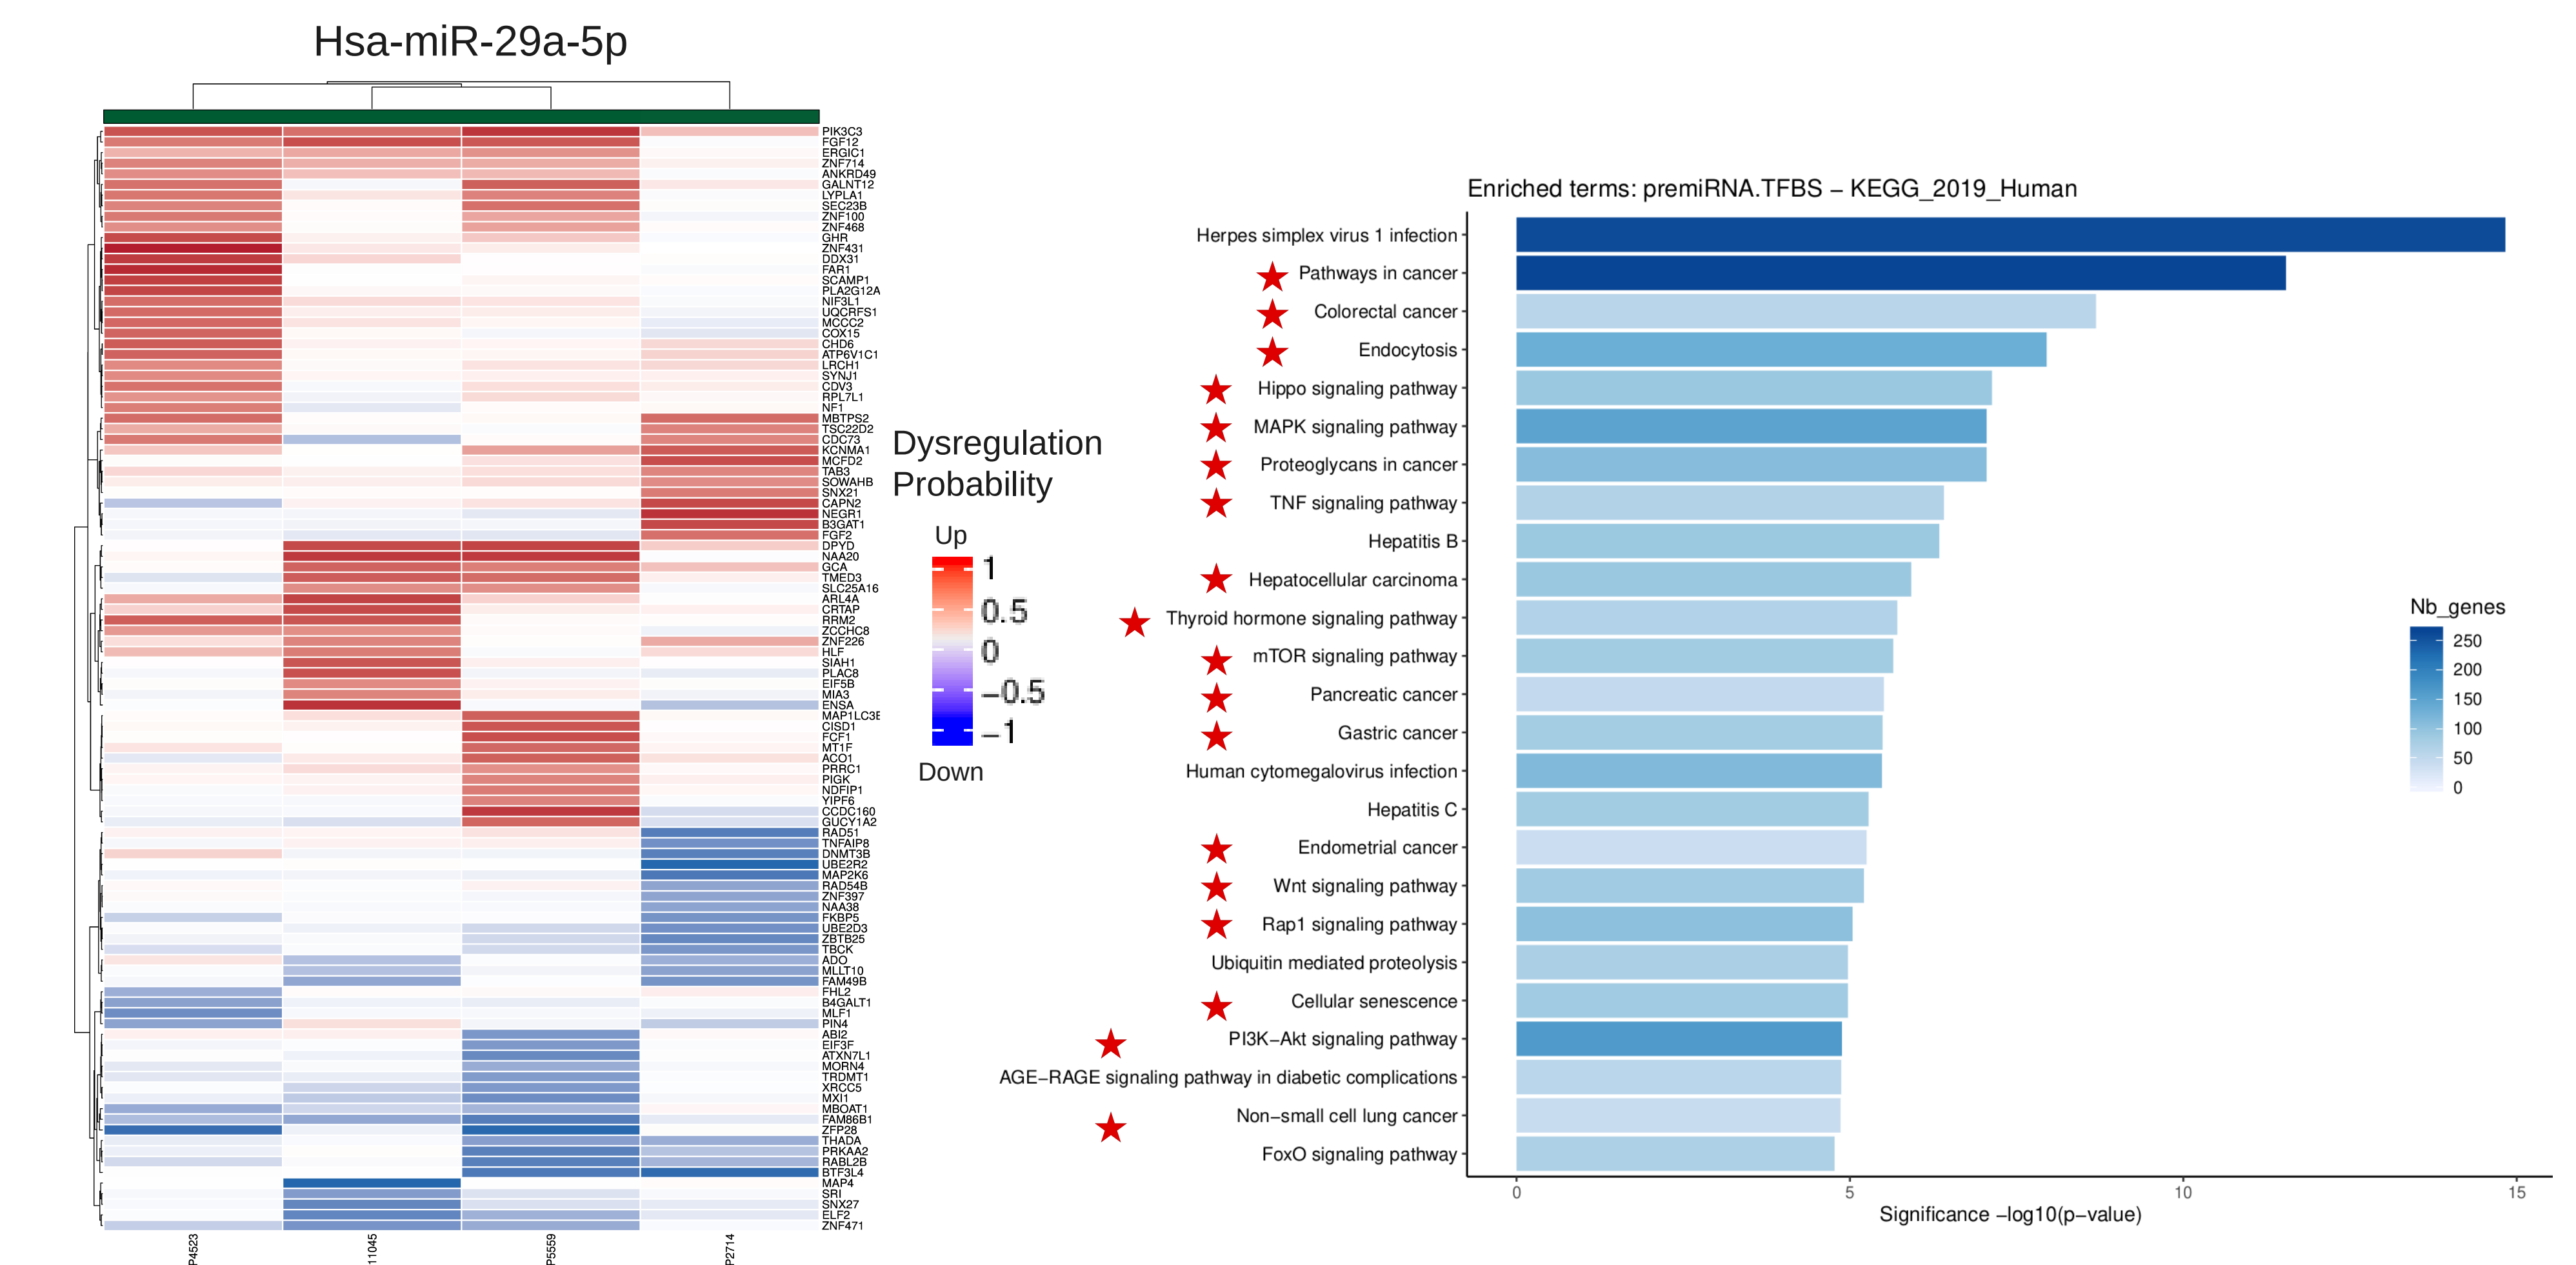 Hsa-miR-29a-5p
PIK3C3
FGF12
ERGIC1
ZNF714
ANKRD49
GALNT12
LYPLA1
SEC23B
ZNF100
ZNF468
GHR
ZNF431
DDX31
FAR1
SCAMP1
PLA2G12A
NIF3L1
UQCRFS1
MCCC2
COX15
CHD6
ATP6V1C1
LRCH1
SYNJ1
CDV3
RPL7L1
NF1
MBTPS2
TSC22D2
CDC73
KCNMA1
MCFD2
TAB3
SOWAHB
SNX21
CAPN2
NEGR1
B3GAT1
FGF2
DPYD
NAA20
GCA
TMED3
SLC25A16
ARL4A
CRTAP
RRM2
ZCCHC8
ZNF226
HLF
SIAH1
PLAC8
EIF5B
MIA3
ENSA
MAP1LC3E
CISD1
FCF1
MT1F
ACO1
PRRC1
PIGK
NDFIP1
YIPF6
CCDC160
GUCY1A2
RAD51
TNFAIP8
DNMT3B
UBE2R2
MAP2K6
RAD54B
ZNF397
NAA38
FKBP5
UBE2D3
ZBTB25
TBCK
ADO
MLLT10
FAM49B
FHL2
B4GALT1
MLF1
PIN4
ABI2
EIF3F
ATXN7L1
MORN4
TRDMT1
XRCC5
MXI1
MBOAT1
FAM86B1
ZFP28
THADA
PRKAA2
RABL2B
BTF3L4
MAP4
SRI
SNX27
ELF2
ZNF471
P4523
11045
P5559
P2714
Dysregulation
Probability
Up
1
0.5
0
−0.5
−1
Down
Enriched terms: premiRNA.TFBS − KEGG_2019_Human
Herpes simplex virus 1 infection
Pathways in cancer
Colorectal cancer
Endocytosis
Hippo signaling pathway
MAPK signaling pathway
Proteoglycans in cancer
TNF signaling pathway
Hepatitis B
Hepatocellular carcinoma
Thyroid hormone signaling pathway
mTOR signaling pathway
Pancreatic cancer
Gastric cancer
Human cytomegalovirus infection
Hepatitis C
Endometrial cancer
Wnt signaling pathway
Rap1 signaling pathway
Ubiquitin mediated proteolysis
Cellular senescence
PI3K−Akt signaling pathway
AGE−RAGE signaling pathway in diabetic complications
Non−small cell lung cancer
FoxO signaling pathway
0 5 10 15
Significance −log10(p−value)
Nb_genes
250
200
150
100
50
0